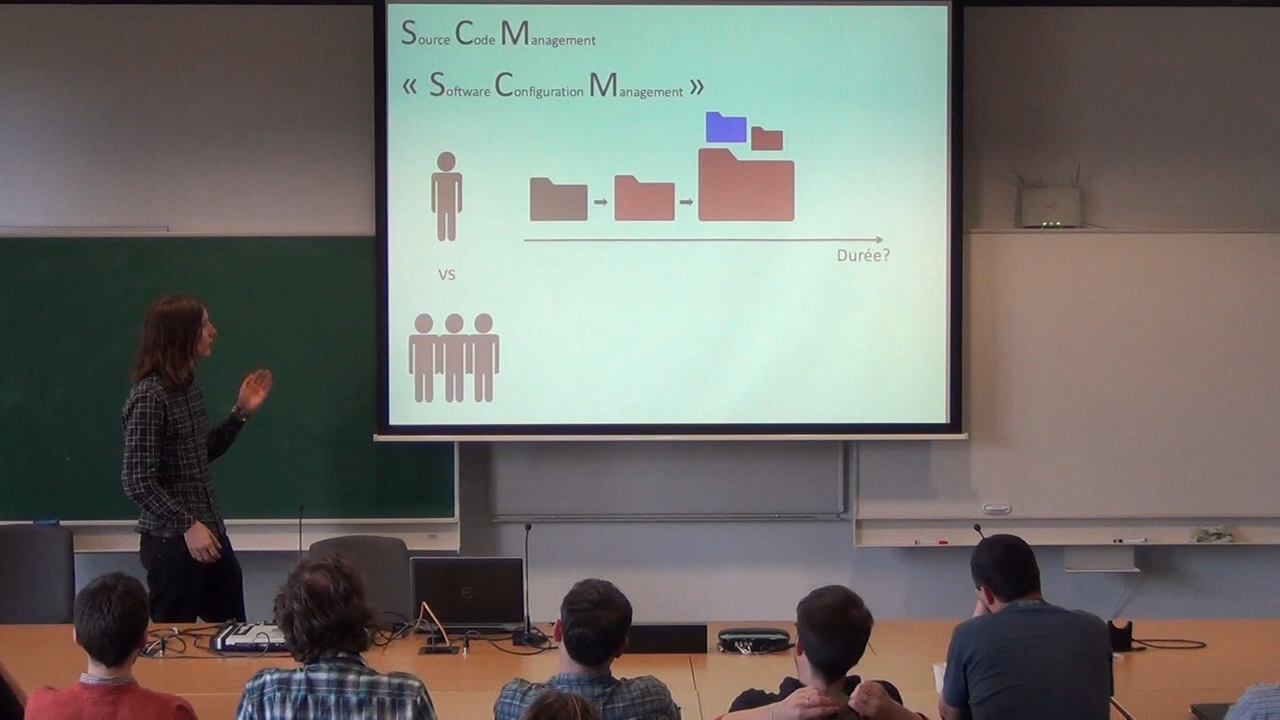 Source Code Management
« Software Configuration Management »
Durée?
vs